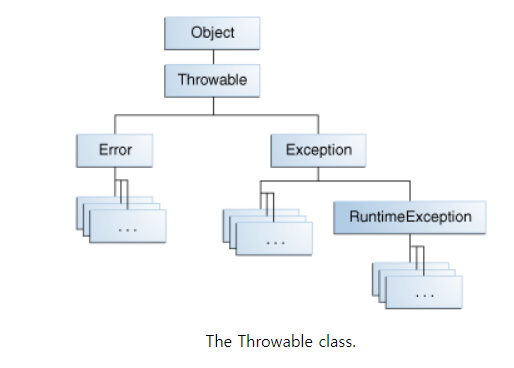 Object
Throwable
Error
Exception
...
...
RuntimeException
...
The Throwable class.